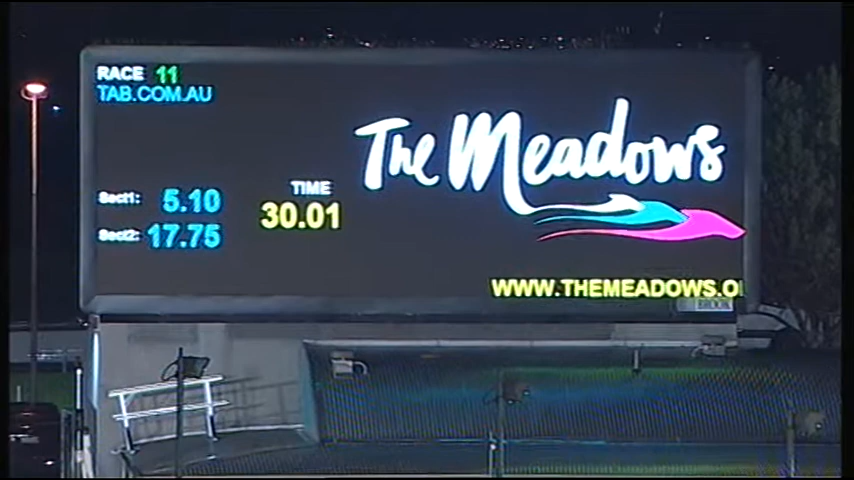 RACE 11
TAB.COM.AU
The Meadows
TIME
Sect1: 5.10
30.01
Sect2: 17.75
WWW.THEMEADOWS.O